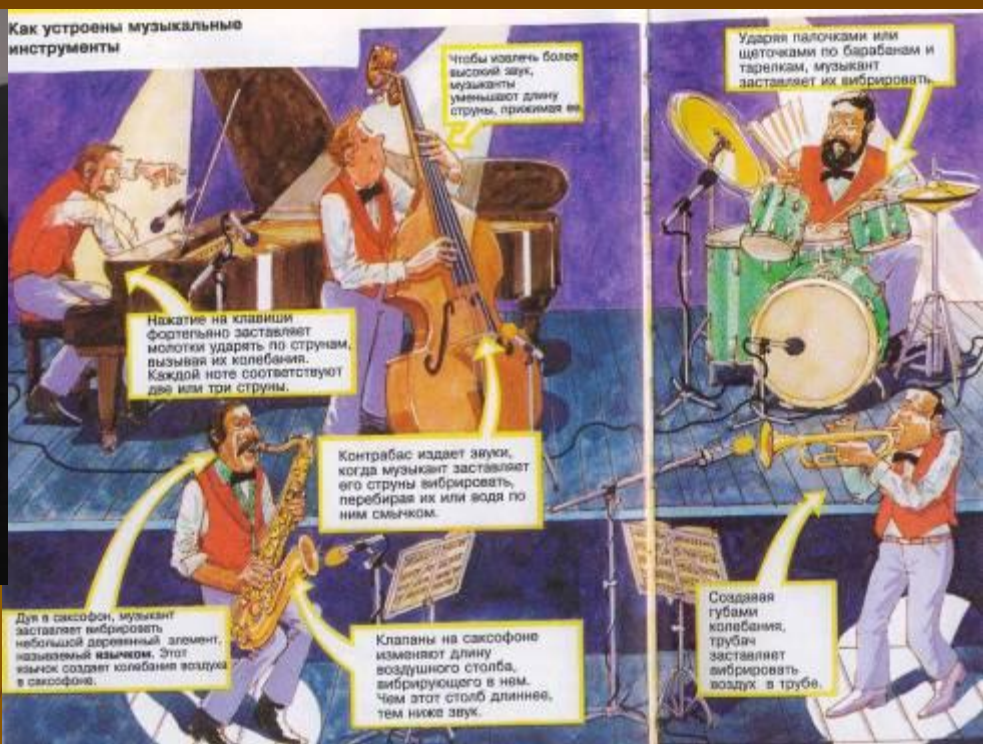 Как устроены музыкальные
инструменты
Чтобы извлечь более
высокий звук,
музыканты
уменьшают длину
струны, прижимая ее.
Ударяя палочками или
щеточками по барабанам и
тарелкам, музыкант
заставляет их вибрировать.
Нажатие на клавиши
фортепьяно заставляет
молотки ударять по струнам,
вызывая их колебания.
Каждой ноте соответствуют
две или три струны.
Контрабас издает звуки,
когда музыкант заставляет
его струны вибрировать,
перебирая их или водя по
ним смычком.
Дуя в саксофон, музыкант
заставляет вибрировать
небольшой деревянный элемент,
называемый язычком. Этот
язычок создает колебания воздуха
в саксофоне.
Клапаны на саксофоне
изменяют длину
воздушного столба,
вибрирующего в нем.
Чем этот столб длиннее,
тем ниже звук.
Создавая
губами
колебания,
трубач
заставляет
вибрировать
воздух в трубе.